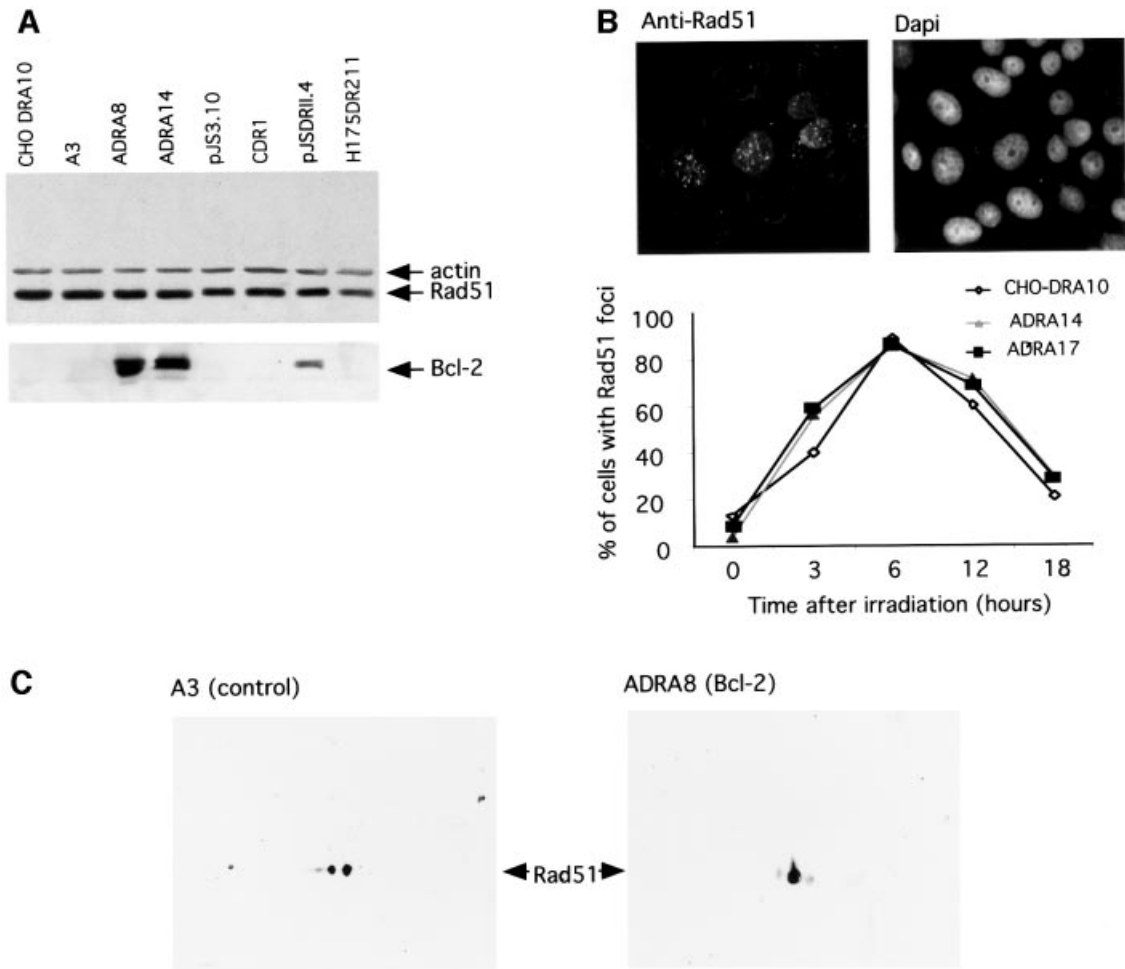 A
CHO DRA10
A3
ADRA8
ADRA14
pJS3.10
CDR1
pJSDRII.4
H175DR211
actin
Rad51
Bcl-2
B
Anti-Rad51
Dapi
CHO-DRA10
ADRA14
ADRA17
% of cells with Rad51 foci
100
80
60
40
20
0
0 3 6 12 18
Time after irradiation (hours)
C
A3 (control)
ADRA8 (Bcl-2)
Rad51